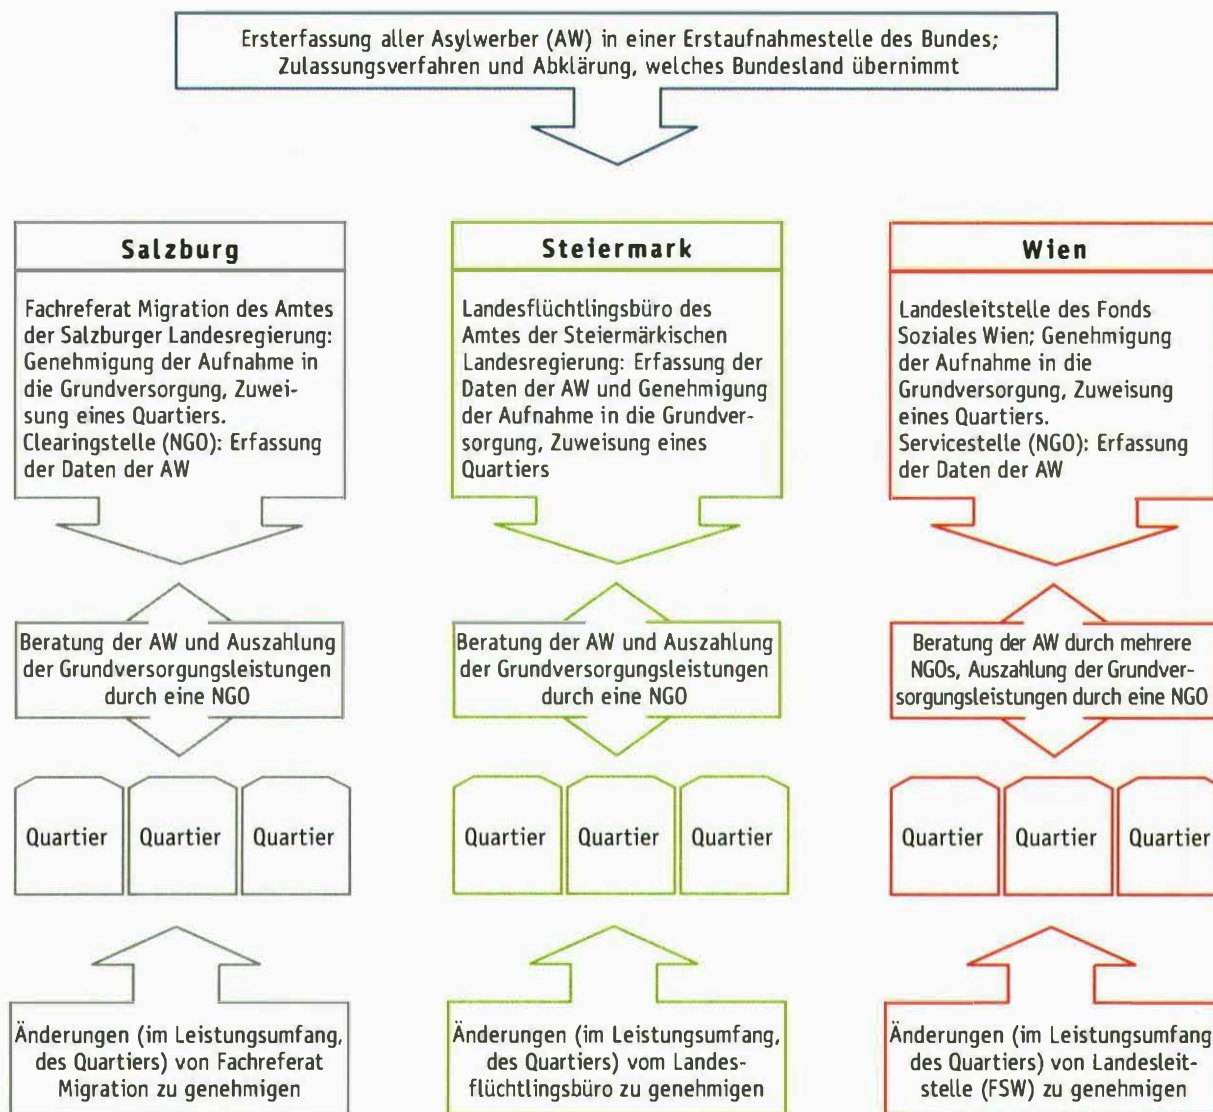 Ersterfassung aller Asylwerber (AW) in einer Erstaufnahmestelle des Bundes;
Zulassungsverfahren und Abklärung, welches Bundesland übernimmt
Salzburg
Fachreferat Migration des Amtes
der Salzburger Landesregierung:
Genehmigung der Aufnahme in
die Grundversorgung, Zuwei-
sung eines Quartiers.
Clearingstelle (NGO): Erfassung
der Daten der AW
Steiermark
Landesflüchtlingsbüro des
Amtes der Steiermärkischen
Landesregierung: Erfassung der
Daten der AW und Genehmigung
der Aufnahme in die Grundver-
sorgung, Zuweisung eines
Quartiers
Wien
Landesleitstelle des Fonds
Soziales Wien; Genehmigung
der Aufnahme in die
Grundversorgung, Zuweisung
eines Quartiers.
Servicestelle (NGO): Erfassung
der Daten der AW
Beratung der AW und Auszahlung
der Grundversorgungsleistungen
durch eine NGO
Beratung der AW und Auszahlung
der Grundversorgungsleistungen
durch eine NGO
Beratung der AW durch mehrere
NGOs, Auszahlung der Grundver-
sorgungsleistungen durch eine NGO
Quartier
Quartier
Quartier
Quartier
Quartier
Quartier
Quartier
Quartier
Quartier
Änderungen (im Leistungsumfang,
des Quartiers) von Fachreferat
Migration zu genehmigen
Änderungen (im Leistungsumfang,
des Quartiers) vom Landes-
flüchtlingsbüro zu genehmigen
Änderungen (im Leistungsumfang
des Quartiers) von Landesleit-
stelle (FSW) zu genehmigen